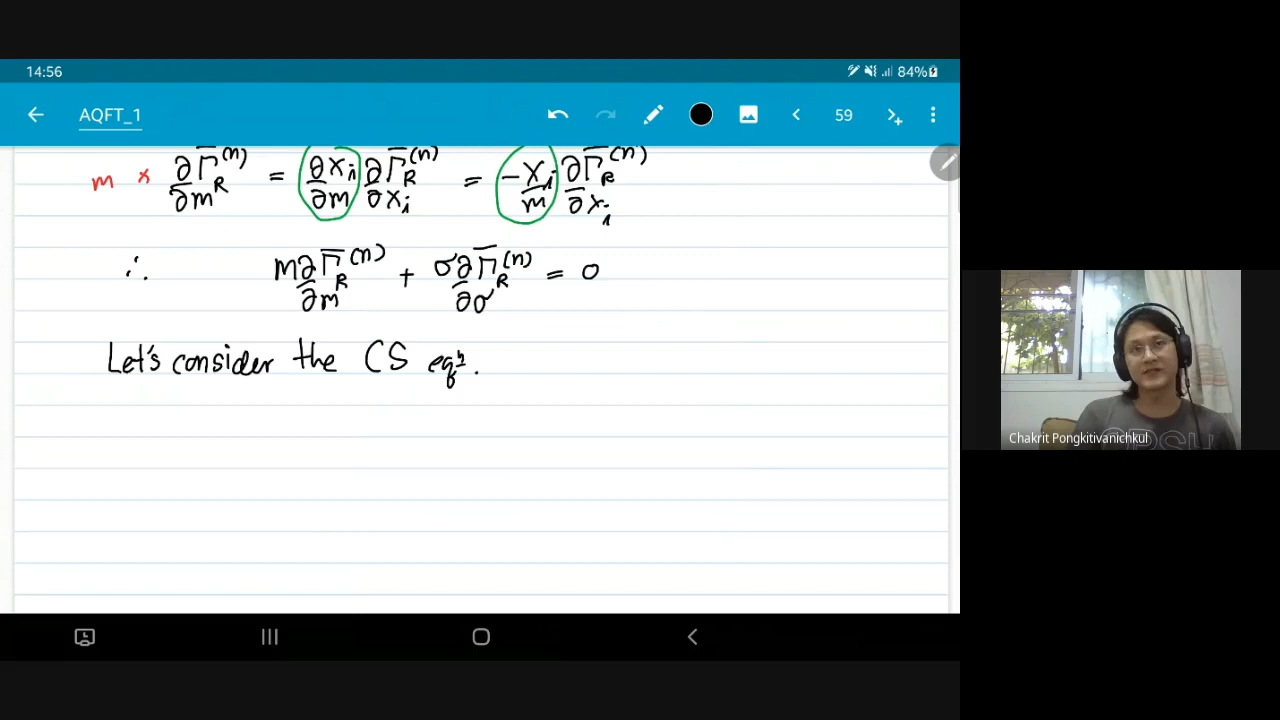 14:56 84%
AQFT_1 59
m × ∂Γ̅_R^(n)/∂m = ∂x_i/∂m ∂Γ̅_R^(n)/∂x_i = -x_i/m ∂Γ̅_R^(n)/∂x_i
∴ m∂Γ̅_R^(n)/∂m + σ∂Γ̅_R^(n)/∂σ = 0
Let's consider the CS eqⁿ.
Chakrit Pongkitivanichkul